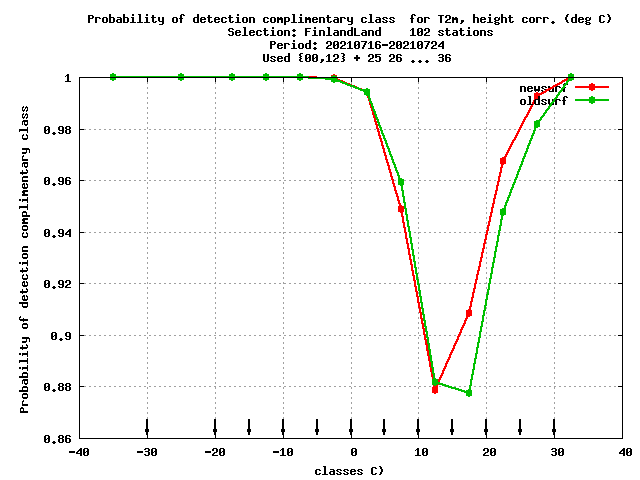 Probability of detection complimentary class  for T2m, height corr. (deg C)
Selection: FinlandLand    102 stations
Period: 20210716-20210724
Used {00,12} + 25 26 ... 36
newsurf
oldsurf
Probability of detection complimentary class
1
0.98
0.96
0.94
0.92
0.9
0.88
0.86
-40 -30 -20 -10 0 10 20 30 40
classes C)